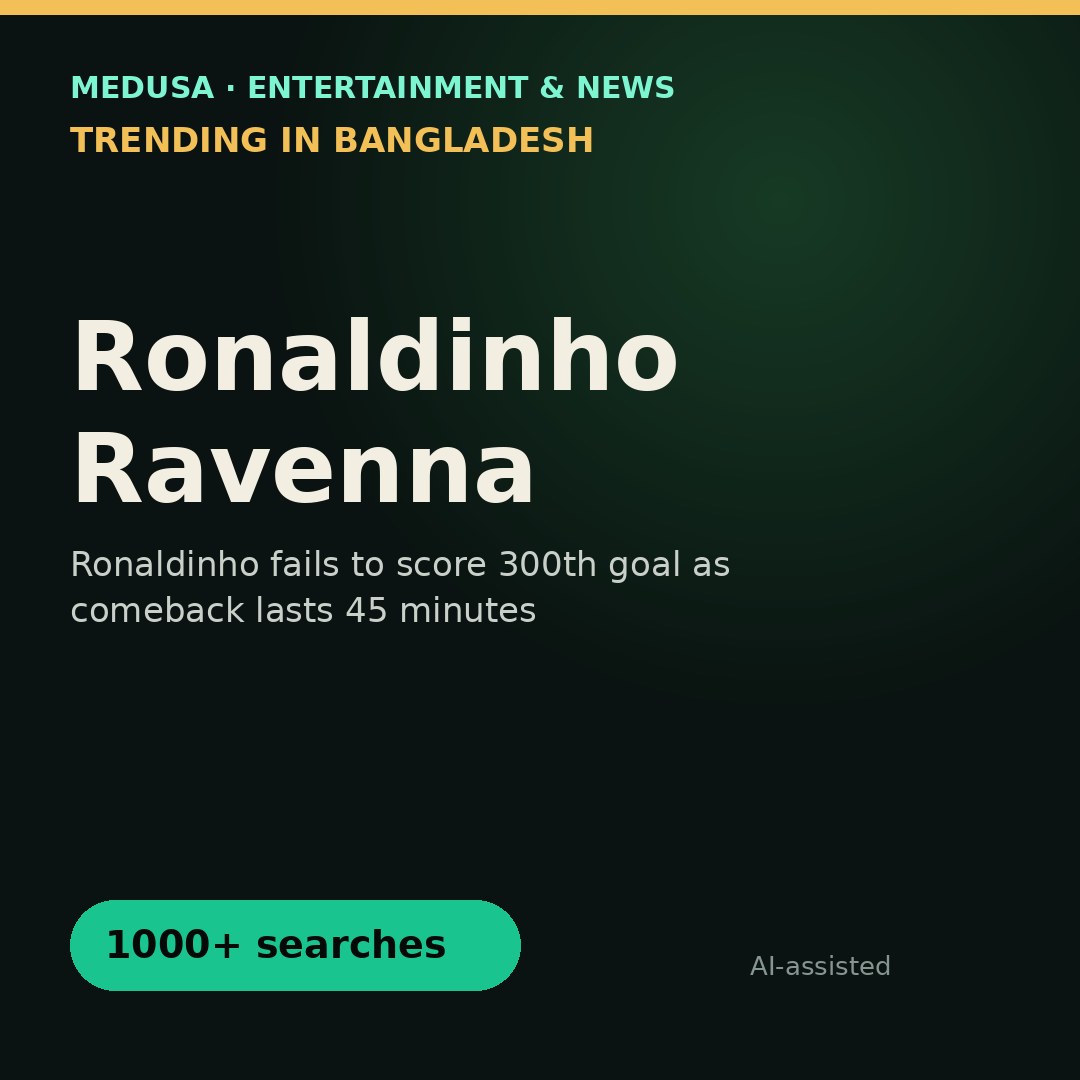 MEDUSA · ENTERTAINMENT & NEWS
TRENDING IN BANGLADESH
Ronaldinho
Ravenna
Ronaldinho fails to score 300th goal as
comeback lasts 45 minutes
1000+ searches
AI-assisted